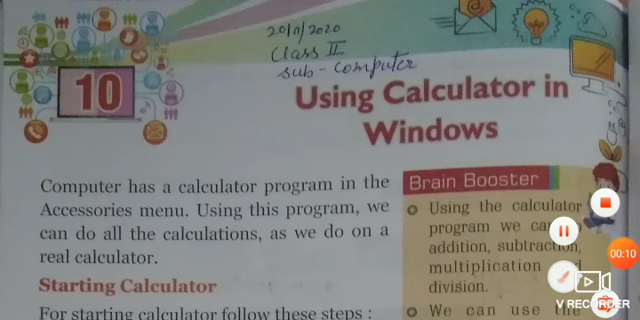 20/11/2020
Class II
sub-computer
10
Using Calculator in
Windows
Computer has a calculator program in the
Accessories menu. Using this program, we
can do all the calculations, as we do on a
real calculator.
Starting Calculator
For starting calculator follow these steps :
Brain Booster
Using the calculator
program we can
addition, subtraction,
multiplication
division.
We can use the
00:10
V RECORDER